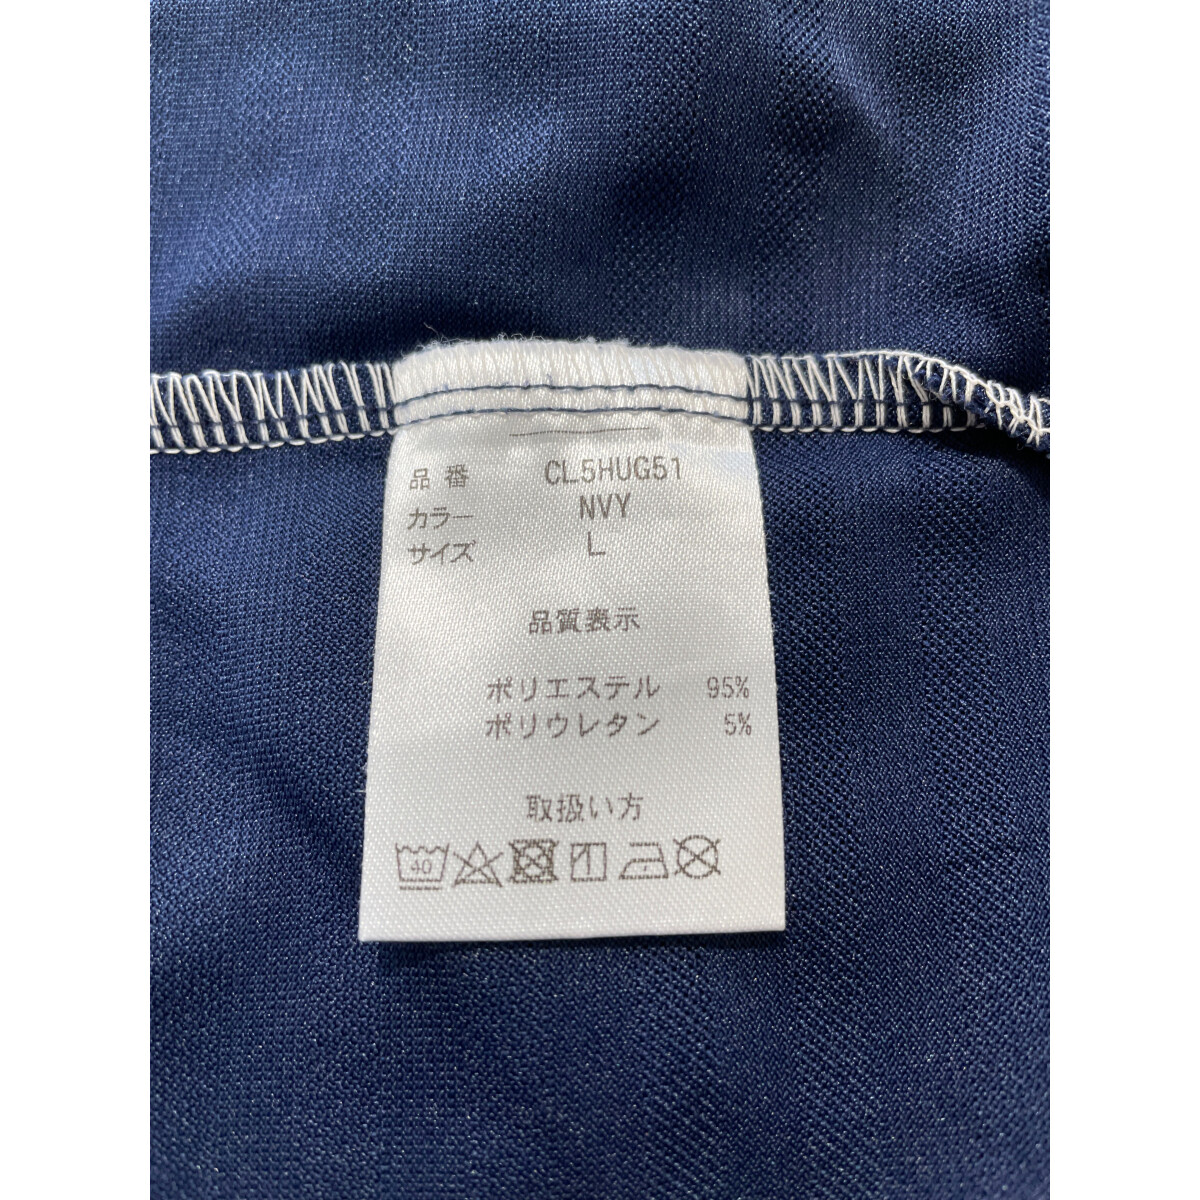 品番 CL5HUG51
カラー NVY
サイズ L
品質表示
ポリエステル 95%
ポリウレタン 5%
取扱い方
40